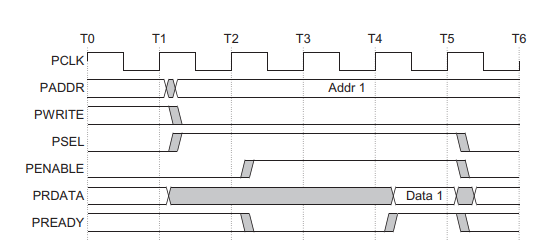 T0 T1 T2 T3 T4 T5 T6
PCLK
PADDR Addr 1
PWRITE
PSEL
PENABLE
PRDATA Data 1
PREADY